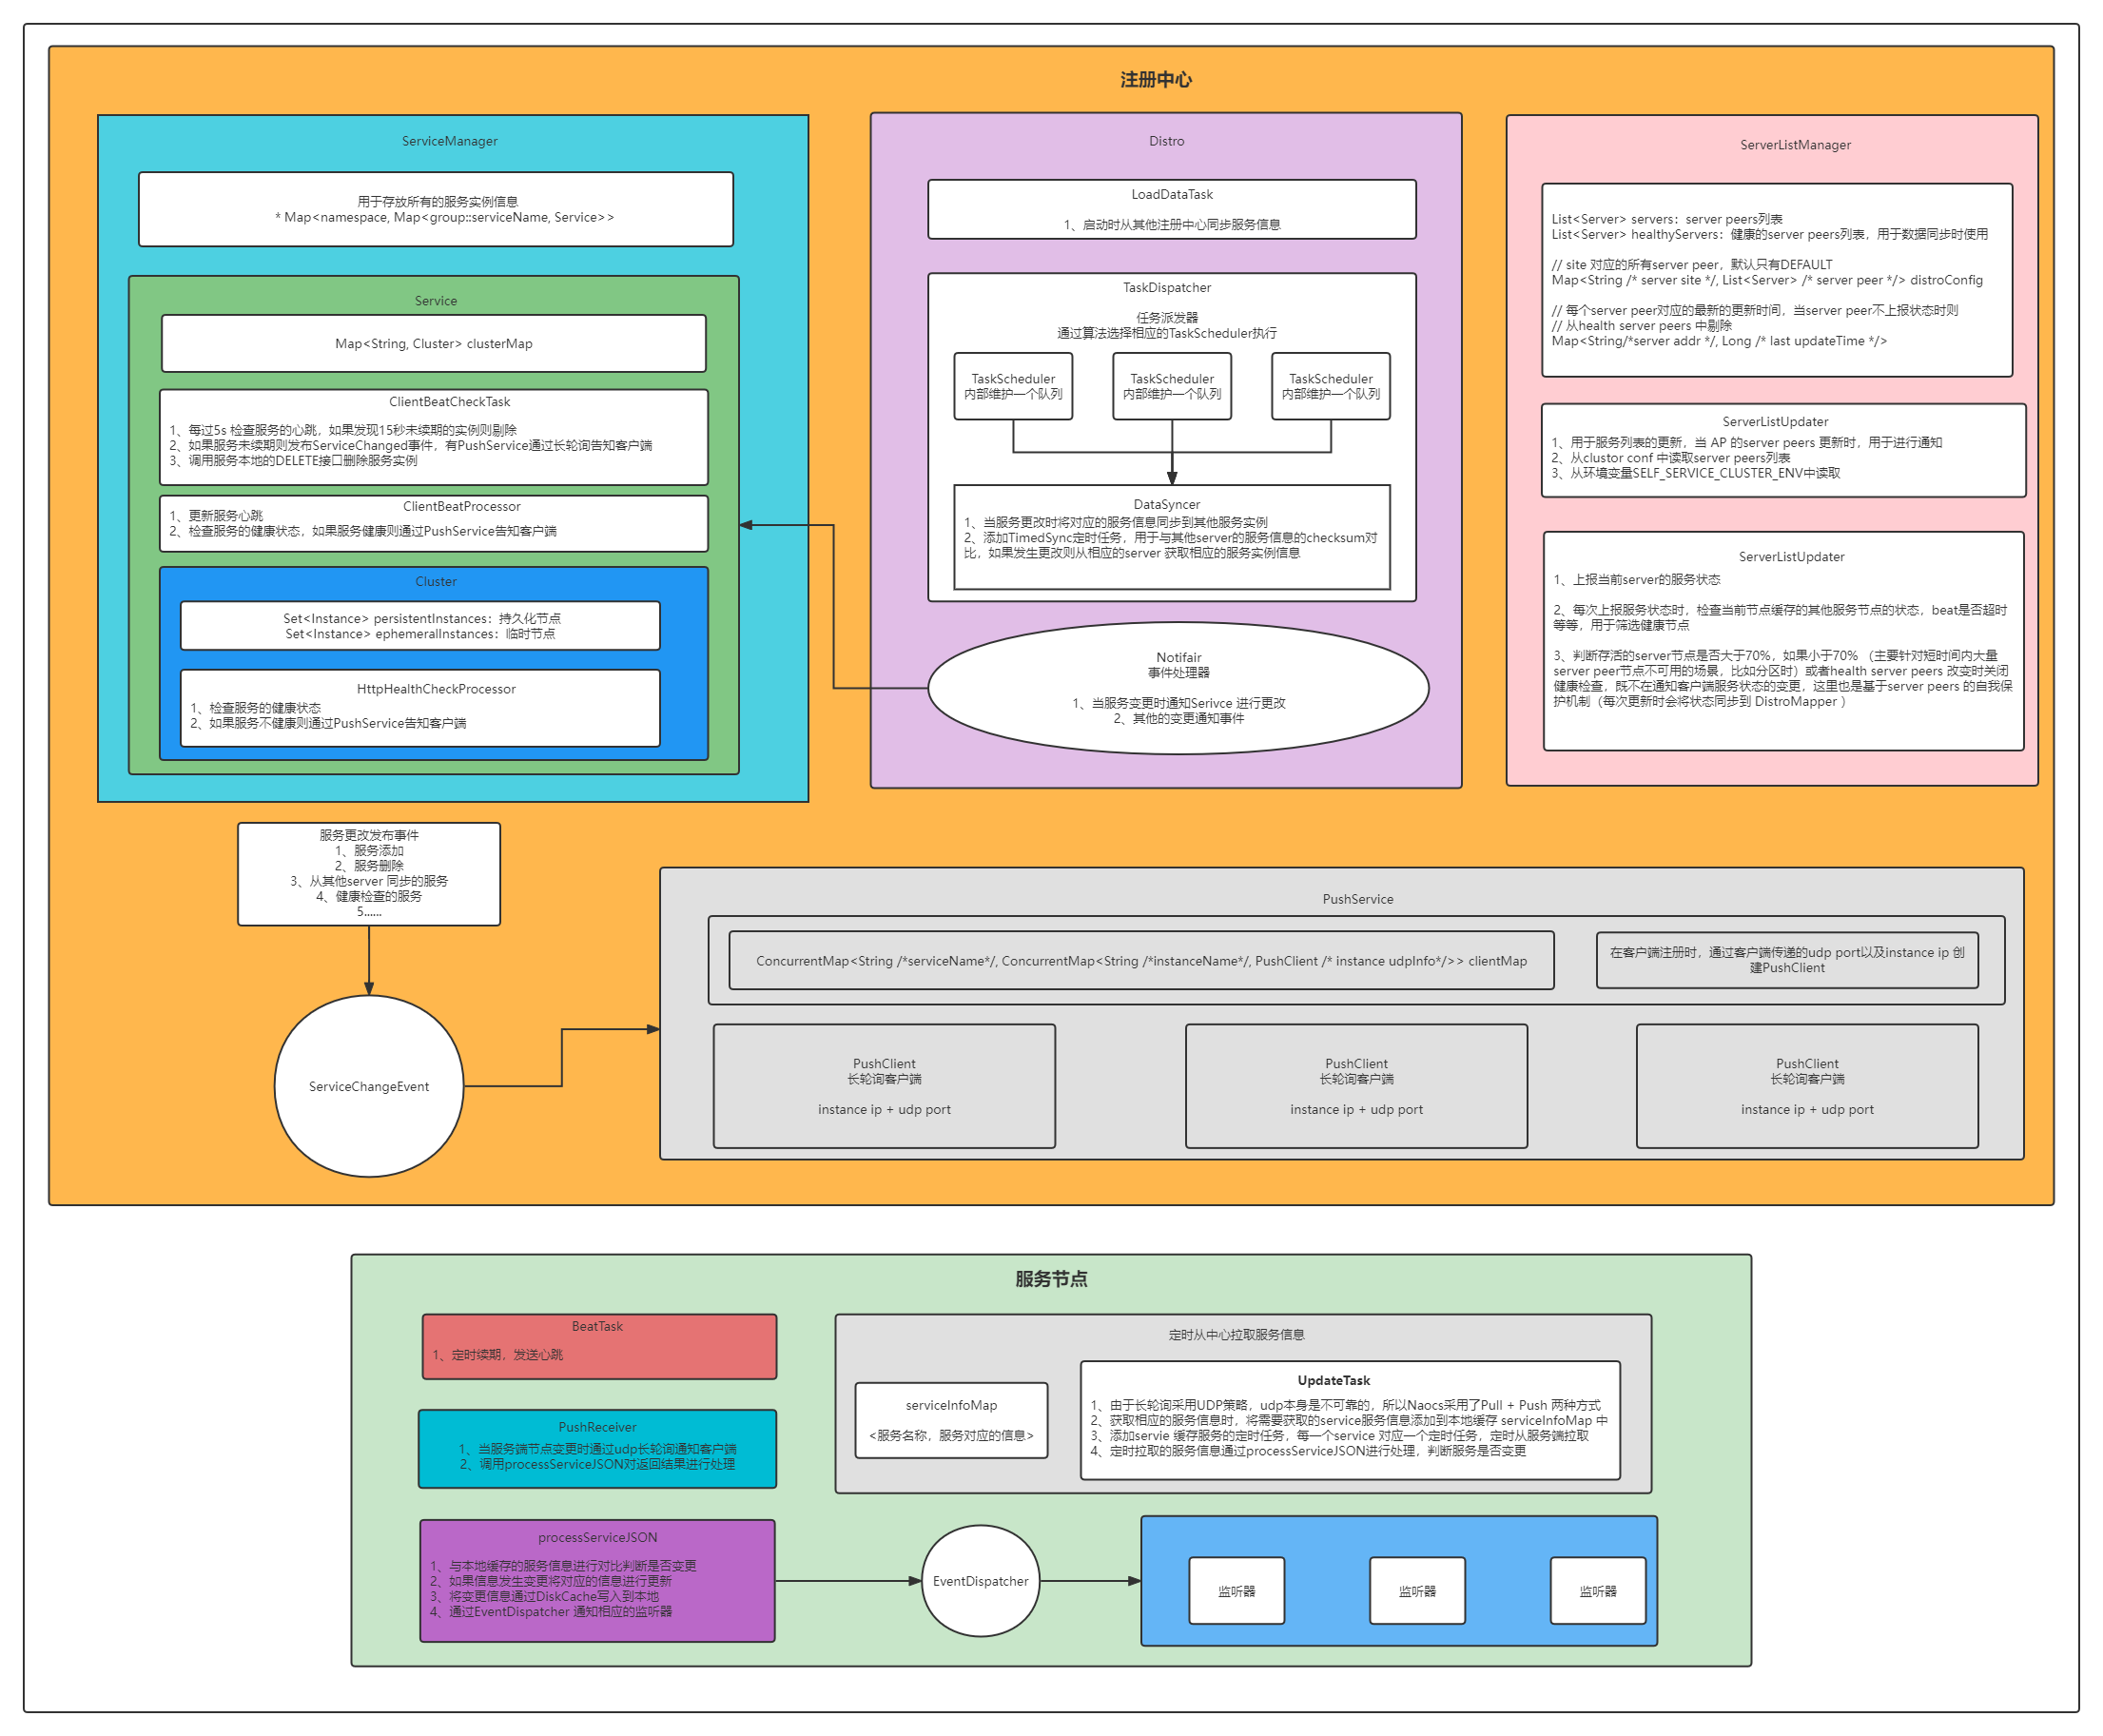 注册中心
ServiceManager
用于存放所有的服务实例信息
* Map<namespace, Map<group::serviceName, Service>>
Service
Map<String, Cluster> clusterMap
ClientBeatCheckTask
1、每过5s 检查服务的心跳，如果发现15秒未续期的实例则剔除
2、如果服务未续期则发布ServiceChanged事件，有PushService通过长轮询告知客户端
3、调用服务本地的DELETE接口删除服务实例
ClientBeatProcessor
1、更新服务心跳
2、检查服务的健康状态，如果服务健康则通过PushService告知客户端
Cluster
Set<Instance> persistentInstances：持久化节点
Set<Instance> ephemeralInstances：临时节点
HttpHealthCheckProcessor
1、检查服务的健康状态
2、如果服务不健康则通过PushService告知客户端
Distro
LoadDataTask
1、启动时从其他注册中心同步服务信息
TaskDispatcher
任务派发器
通过算法选择相应的TaskScheduler执行
TaskScheduler
内部维护一个队列
TaskScheduler
内部维护一个队列
TaskScheduler
内部维护一个队列
DataSyncer
1、当服务更改时将对应的服务信息同步到其他服务实例
2、添加TimedSync定时任务，用于与其他server的服务信息的checksum对
比，如果发生更改则从相应的server 获取相应的服务实例信息
Notifair
事件处理器
1、当服务变更时通知Serivce 进行更改
2、其他的变更通知事件
ServerListManager
List<Server> servers：server peers列表
List<Server> healthyServers：健康的server peers列表，用于数据同步时使用
// site 对应的所有server peer，默认只有DEFAULT
Map<String /* server site */, List<Server> /* server peer */> distroConfig
// 每个server peer对应的最新的更新时间，当server peer不上报状态时则
// 从health server peers 中剔除
Map<String/*server addr */, Long /* last updateTime */>
ServerListUpdater
1、用于服务列表的更新，当 AP 的server peers 更新时，用于进行通知
2、从clustor conf 中读取server peers列表
3、从环境变量SELF_SERVICE_CLUSTER_ENV中读取
ServerListUpdater
1、上报当前server的服务状态
2、每次上报服务状态时，检查当前节点缓存的其他服务节点的状态，beat是否超时
等等，用于筛选健康节点
3、判断存活的server节点是否大于70%，如果小于70% （主要针对短时间内大量
server peer节点不可用的场景，比如分区时）或者health server peers 改变时关闭
健康检查，既不在通知客户端服务状态的变更，这里也是基于server peers 的自我保
护机制（每次更新时会将状态同步到 DistroMapper ）
服务更改发布事件
1、服务添加
2、服务删除
3、从其他server 同步的服务
4、健康检查的服务
5......
ServiceChangeEvent
PushService
ConcurrentMap<String /*serviceName*/, ConcurrentMap<String /*instanceName*/, PushClient /* instance udpInfo*/>> clientMap
在客户端注册时，通过客户端传递的udp port以及instance ip 创
建PushClient
PushClient
长轮询客户端
instance ip + udp port
PushClient
长轮询客户端
instance ip + udp port
PushClient
长轮询客户端
instance ip + udp port
服务节点
BeatTask
1、定时续期，发送心跳
PushReceiver
1、当服务端节点变更时通过udp长轮询通知客户端
2、调用processServiceJSON对返回结果进行处理
定时从中心拉取服务信息
serviceInfoMap
<服务名称，服务对应的信息>
UpdateTask
1、由于长轮询采用UDP策略，udp本身是不可靠的，所以Naocs采用了Pull + Push 两种方式
2、获取相应的服务信息时，将需要获取的service服务信息添加到本地缓存 serviceInfoMap 中
3、添加servie 缓存服务的定时任务，每一个service 对应一个定时任务，定时从服务端拉取
4、定时拉取的服务信息通过processServiceJSON进行处理，判断服务是否变更
processServiceJSON
1、与本地缓存的服务信息进行对比判断是否变更
2、如果信息发生变更将对应的信息进行更新
3、将变更信息通过DiskCache写入到本地
4、通过EventDispatcher 通知相应的监听器
EventDispatcher
监听器
监听器
监听器